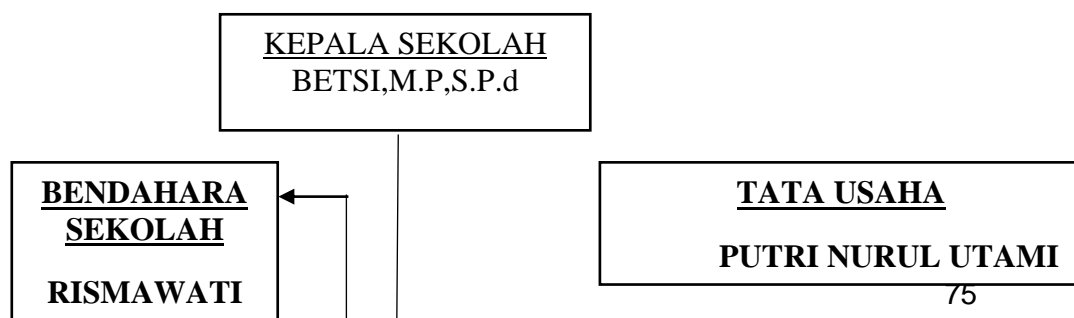 KEPALA SEKOLAH
BETSI,M.P,S.P.d
BENDAHARA
SEKOLAH
RISMAWATI
TATA USAHA
PUTRI NURUL UTAMI
75